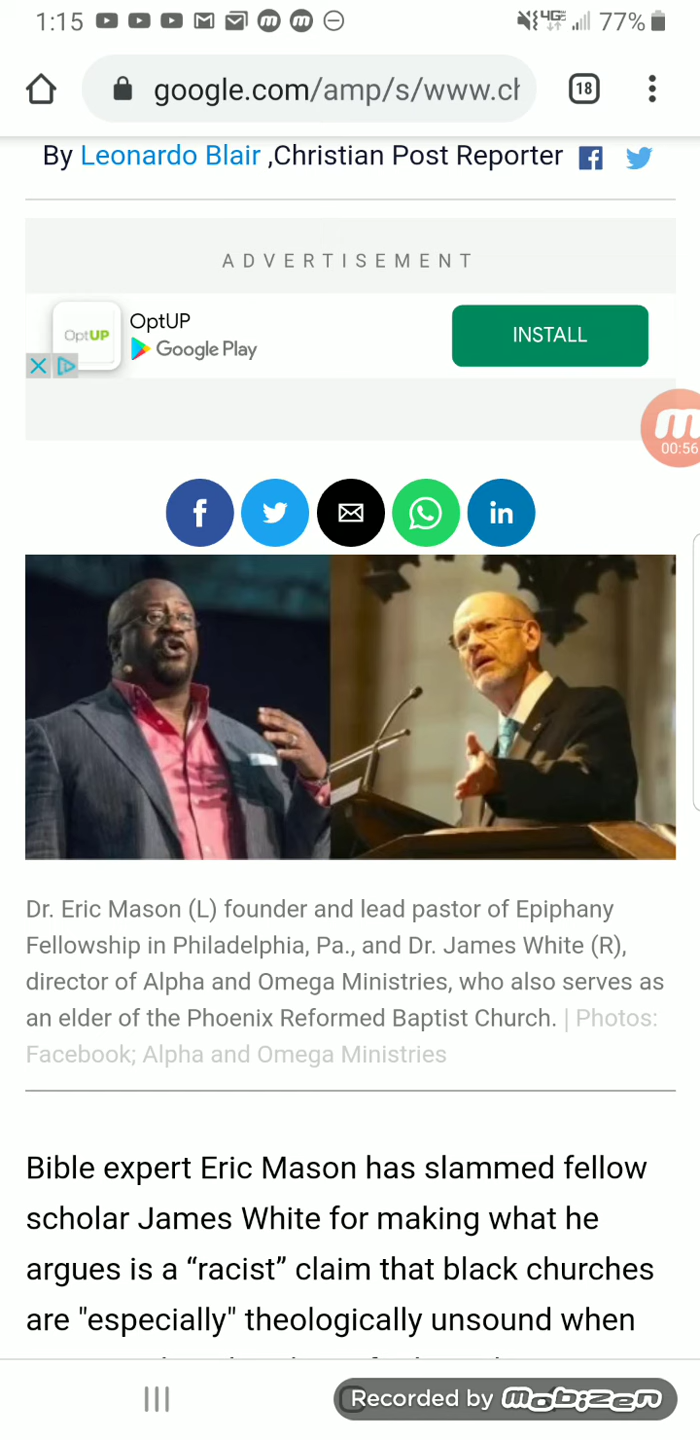 1:15
4GE
77%
google.com/amp/s/www.cl
18
By Leonardo Blair ,Christian Post Reporter
ADVERTISEMENT
OptUP
OptUP
Google Play
INSTALL
00:56
Dr. Eric Mason (L) founder and lead pastor of Epiphany
Fellowship in Philadelphia, Pa., and Dr. James White (R),
director of Alpha and Omega Ministries, who also serves as
an elder of the Phoenix Reformed Baptist Church. | Photos:
Facebook; Alpha and Omega Ministries
Bible expert Eric Mason has slammed fellow
scholar James White for making what he
argues is a “racist” claim that black churches
are "especially" theologically unsound when
Recorded by mobizen